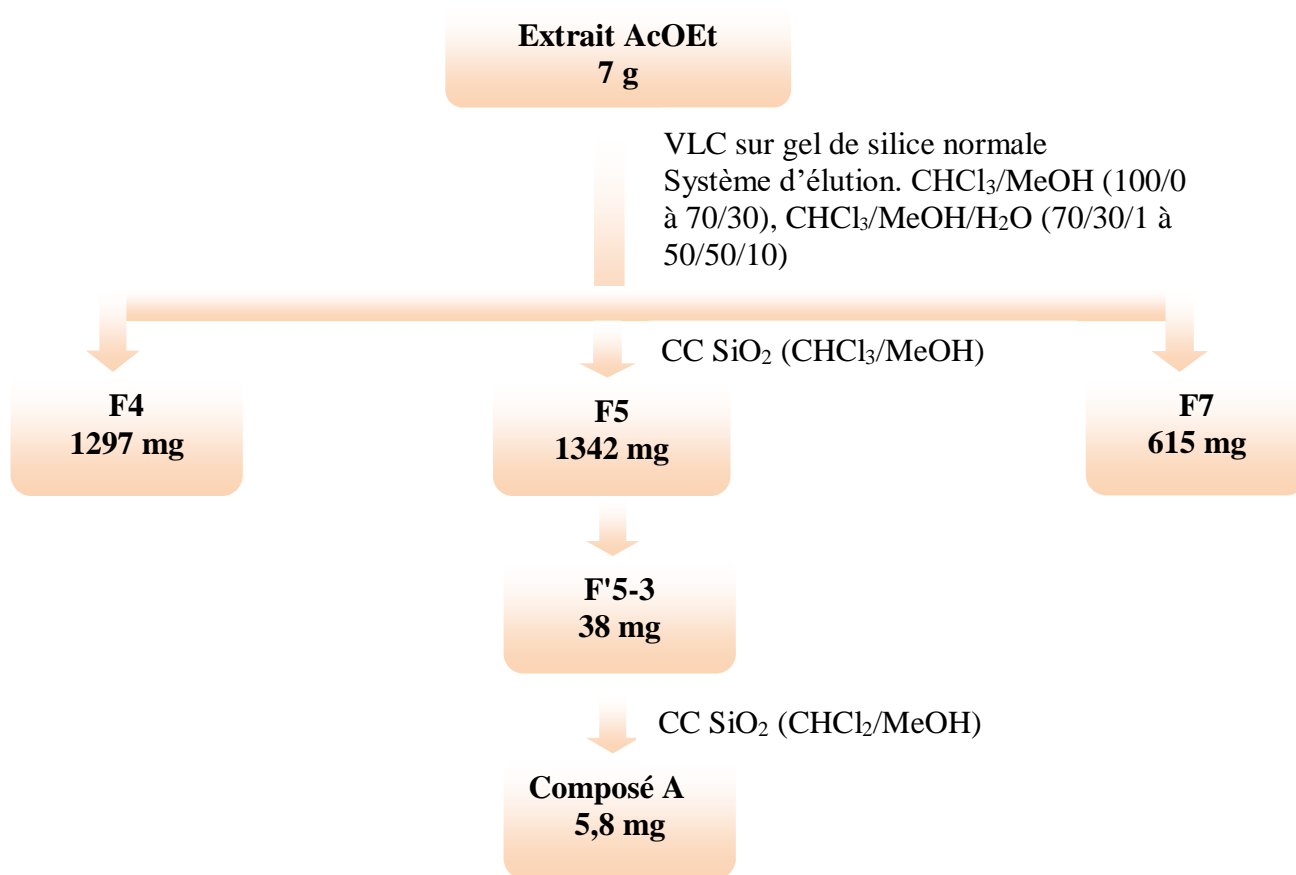 Extrait AcOEt
7 g
VLC sur gel de silice normale
Système d’élution. CHCl₃/MeOH (100/0
à 70/30), CHCl₃/MeOH/H₂O (70/30/1 à
50/50/10)
CC SiO₂ (CHCl₃/MeOH)
F4
1297 mg
F5
1342 mg
F7
615 mg
F'5-3
38 mg
CC SiO₂ (CHCl₂/MeOH)
Composé A
5,8 mg